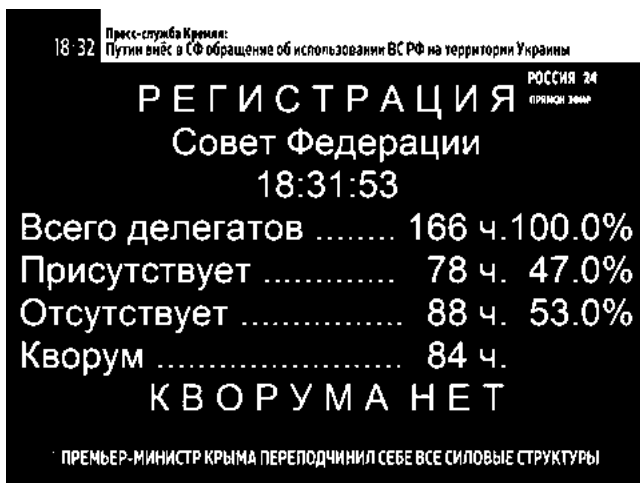 Пресс-служба Кремля:
18:32 Путин внёс в СФ обращение об использовании ВС РФ на территории Украины
РОССИЯ 24
ПРЯМОЙ ЭФИР
РЕГИСТРАЦИЯ
Совет Федерации
18:31:53
Всего делегатов ........ 166 ч. 100.0%
Присутствует ............. 78 ч. 47.0%
Отсутствует ................ 88 ч. 53.0%
Кворум ........................ 84 ч.
КВОРУМА НЕТ
ПРЕМЬЕР-МИНИСТР КРЫМА ПЕРЕПОДЧИНИЛ СЕБЕ ВСЕ СИЛОВЫЕ СТРУКТУРЫ